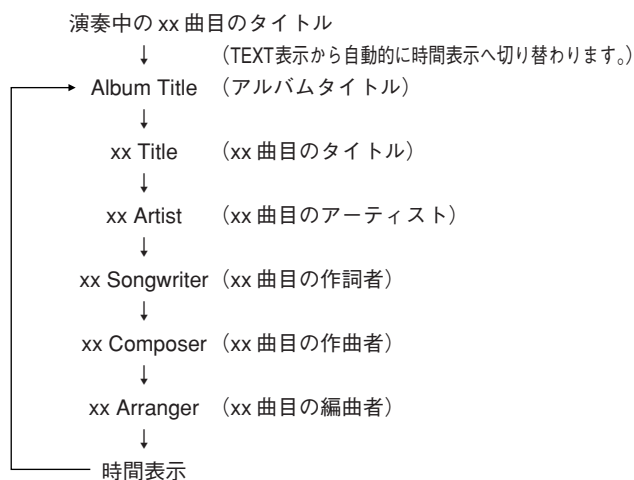 演奏中の xx 曲目のタイトル
↓ (TEXT表示から自動的に時間表示へ切り替わります。)
Album Title (アルバムタイトル)
↓
xx Title (xx 曲目のタイトル)
↓
xx Artist (xx 曲目のアーティスト)
↓
xx Songwriter (xx 曲目の作詞者)
↓
xx Composer (xx 曲目の作曲者)
↓
xx Arranger (xx 曲目の編曲者)
↓
時間表示